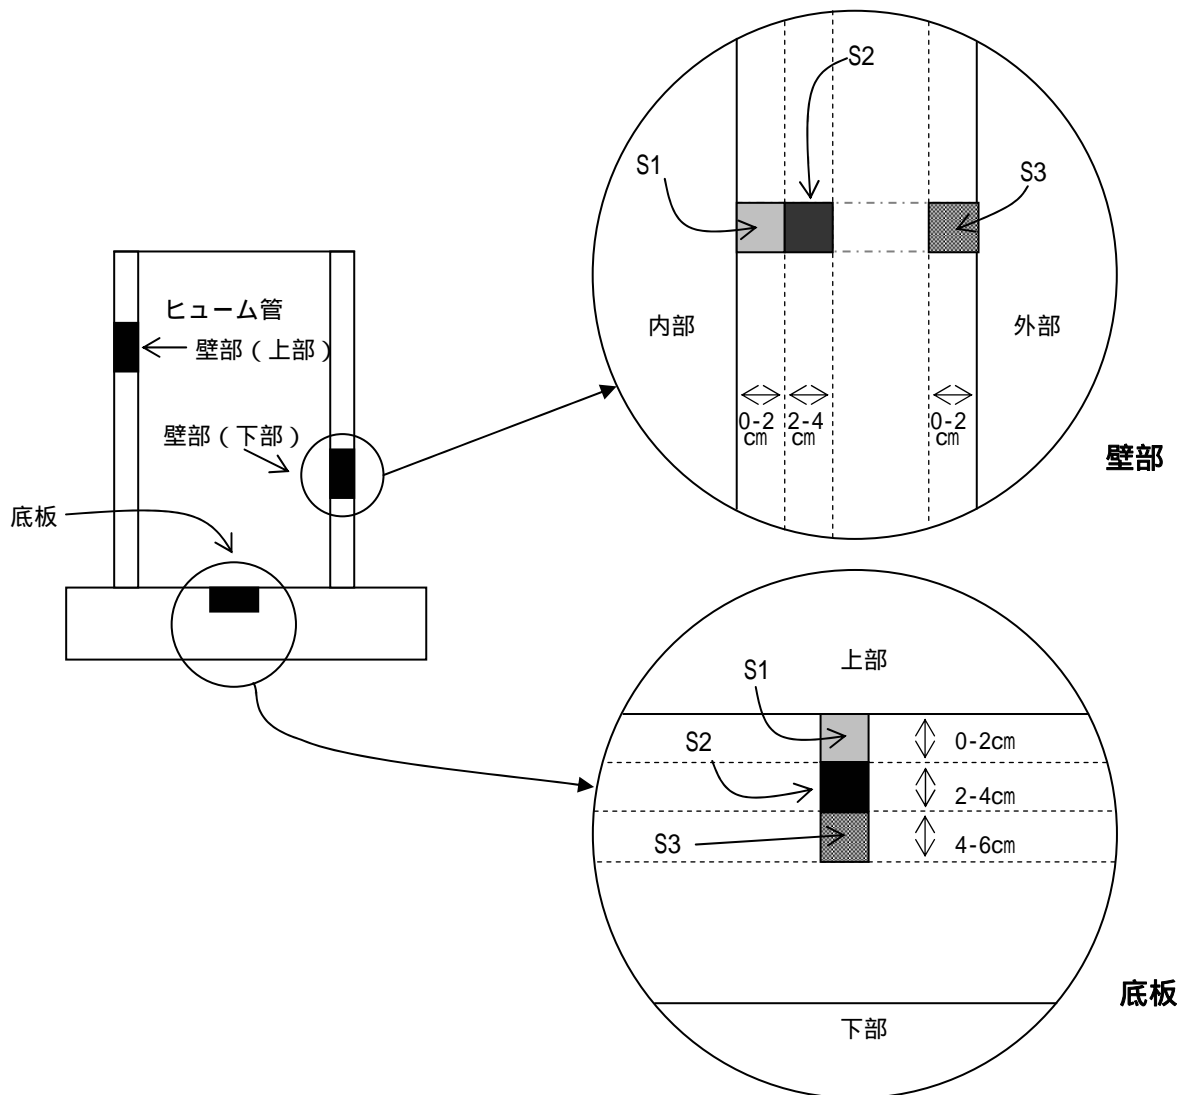 ヒューム管
壁部（上部）
壁部（下部）
底板
S2
S1
S3
内部
外部
0-2
cm
2-4
cm
0-2
cm
壁部
上部
S1
S2
S3
0-2cm
2-4cm
4-6cm
底板
下部